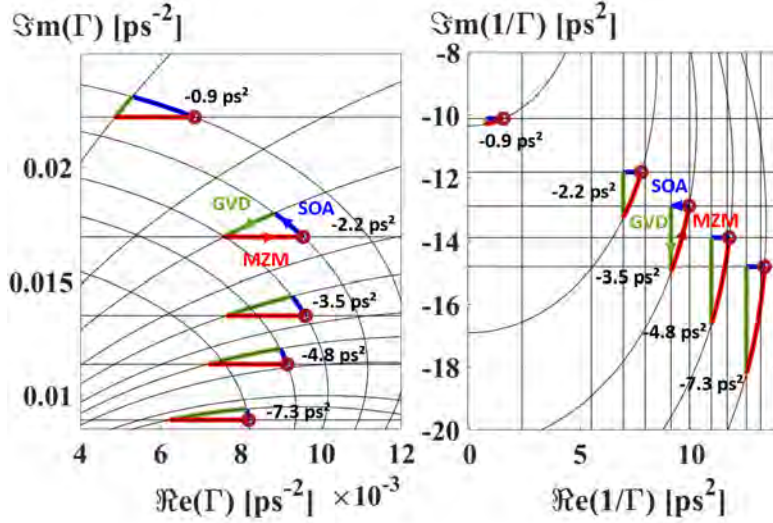 ℑm(Γ) [ps⁻²]
0.02
0.015
0.01
4
6
8
10
12
ℜe(Γ) [ps⁻²] ×10⁻³
-0.9 ps²
-2.2 ps²
-3.5 ps²
-4.8 ps²
-7.3 ps²
GVD
SOA
MZM
ℑm(1/Γ) [ps²]
-8
-10
-12
-14
-16
-18
-20
0
5
10
ℜe(1/Γ) [ps²]
-0.9 ps²
-2.2 ps²
-3.5 ps²
-4.8 ps²
-7.3 ps²
SOA
GVD
MZM